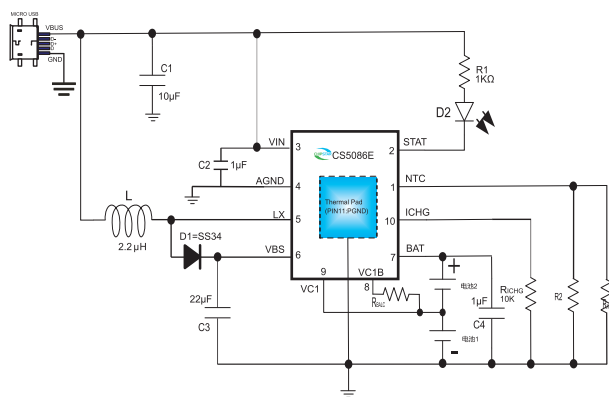 MICRO USB
VBUS
D-
D+
GND
C1
10μF
R1
1KΩ
D2
VIN
3
CS5086E
STAT
2
C2
1μF
AGND
4
NTC
1
Thermal Pad
(PIN11:PGND)
L
2.2μH
LX
5
ICHG
10
D1=SS34
VBS
6
BAT
7
9
VC1
VC1B
8
+
22μF
C3
电池2
1μF
C4
RICHG
10K
R2
电池1
-